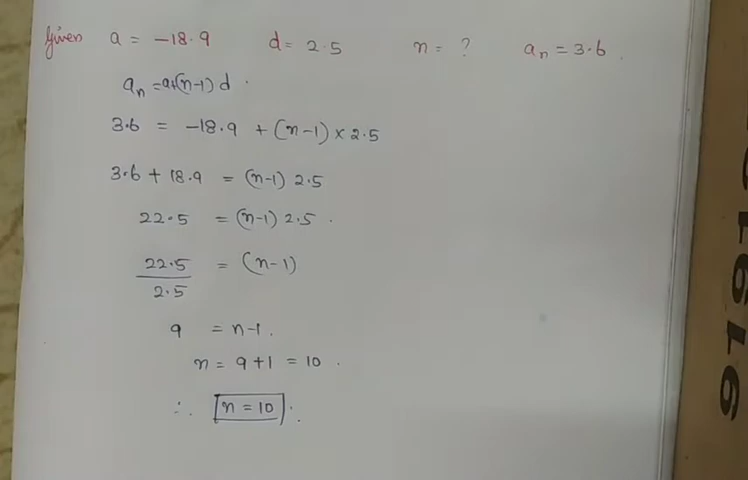 Given a = -18.9 d = 2.5 n = ? aₙ = 3.6.
aₙ = a+(n-1) d.
3.6 = -18.9 + (n-1) × 2.5
3.6 + 18.9 = (n-1) 2.5
22.5 = (n-1) 2.5.
22.5/2.5 = (n-1)
9 = n-1.
n = 9+1 = 10.
∴ n = 10.